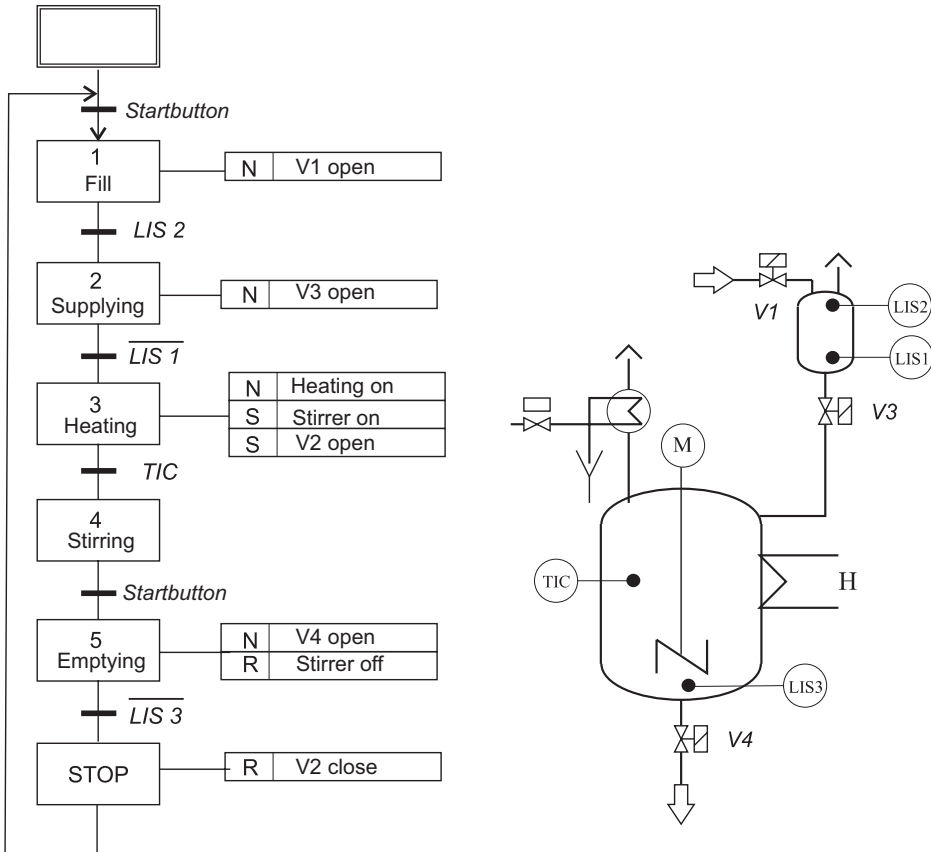 Startbutton
1
Fill
N V1 open
LIS 2
2
Supplying
N V3 open
LIS 1
3
Heating
N Heating on
S Stirrer on
S V2 open
TIC
4
Stirring
Startbutton
5
Emptying
N V4 open
R Stirrer off
LIS 3
STOP
R V2 close
V1
LIS2
LIS1
V3
M
TIC
H
LIS3
V4